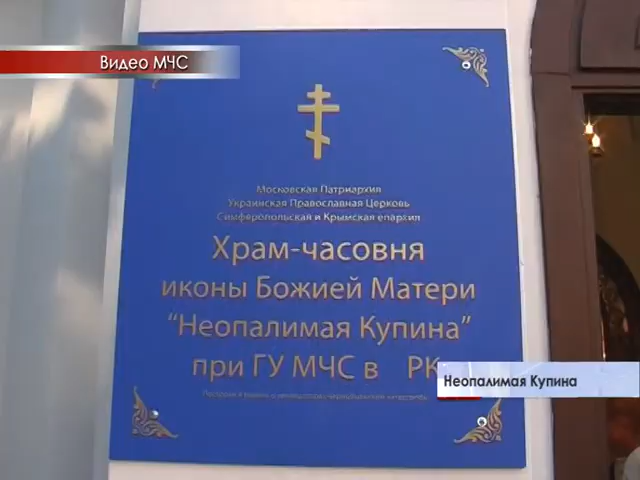 Видео МЧС
Московская Патриархия
Украинская Православная Церковь
Симферопольская и Крымская епархия
Храм-часовня
иконы Божией Матери
"Неопалимая Купина"
при ГУ МЧС в РК
Неопалимая Купина